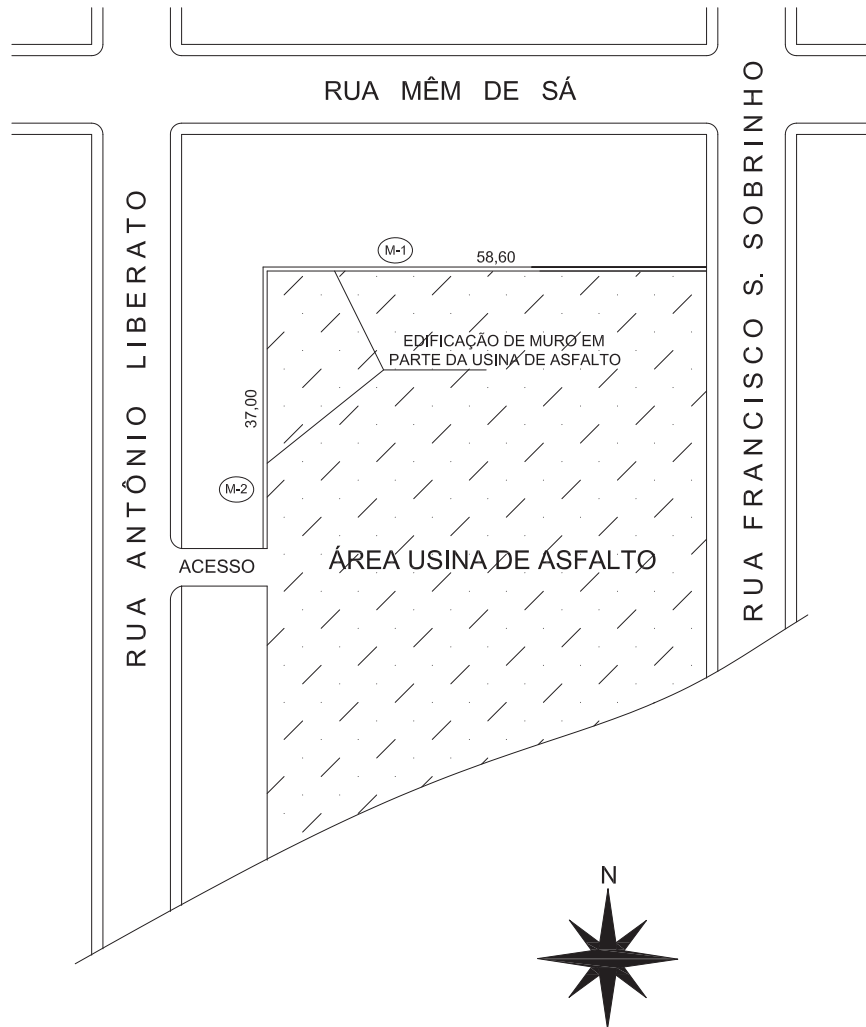 RUA MÊM DE SÁ
RUA ANTÔNIO LIBERATO
RUA FRANCISCO S. SOBRINHO
M-1
58,60
EDIFICAÇÃO DE MURO EM
PARTE DA USINA DE ASFALTO
37,00
M-2
ACESSO
ÁREA USINA DE ASFALTO
N